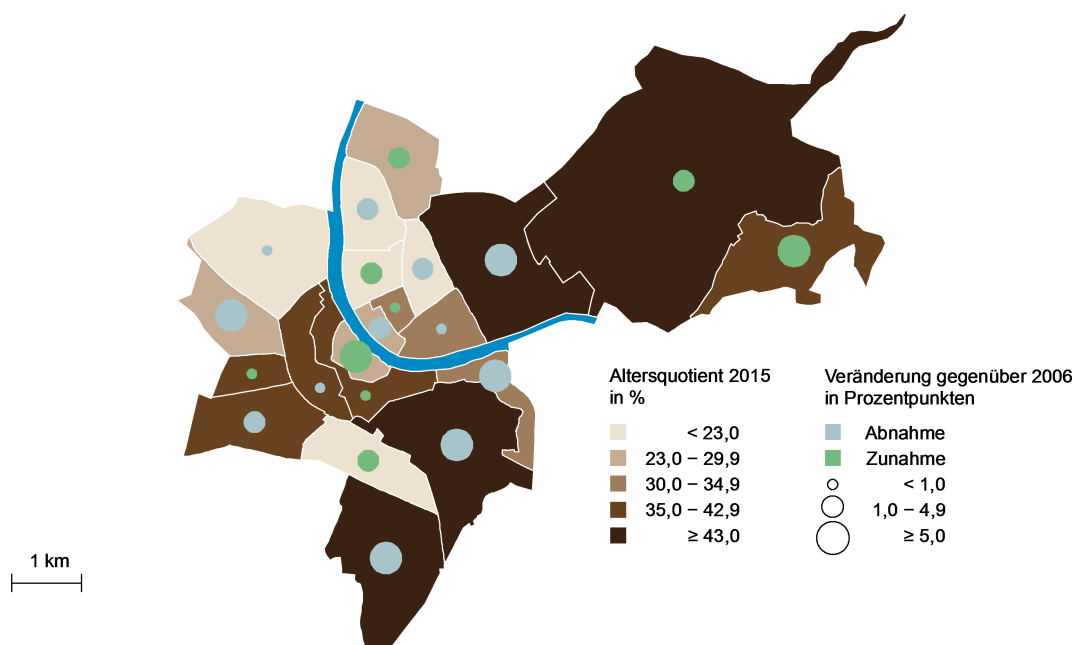 Altersquotient 2015
in %
< 23,0
23,0 – 29,9
30,0 – 34,9
35,0 – 42,9
≥ 43,0
Veränderung gegenüber 2006
in Prozentpunkten
Abnahme
Zunahme
< 1,0
1,0 – 4,9
≥ 5,0
1 km